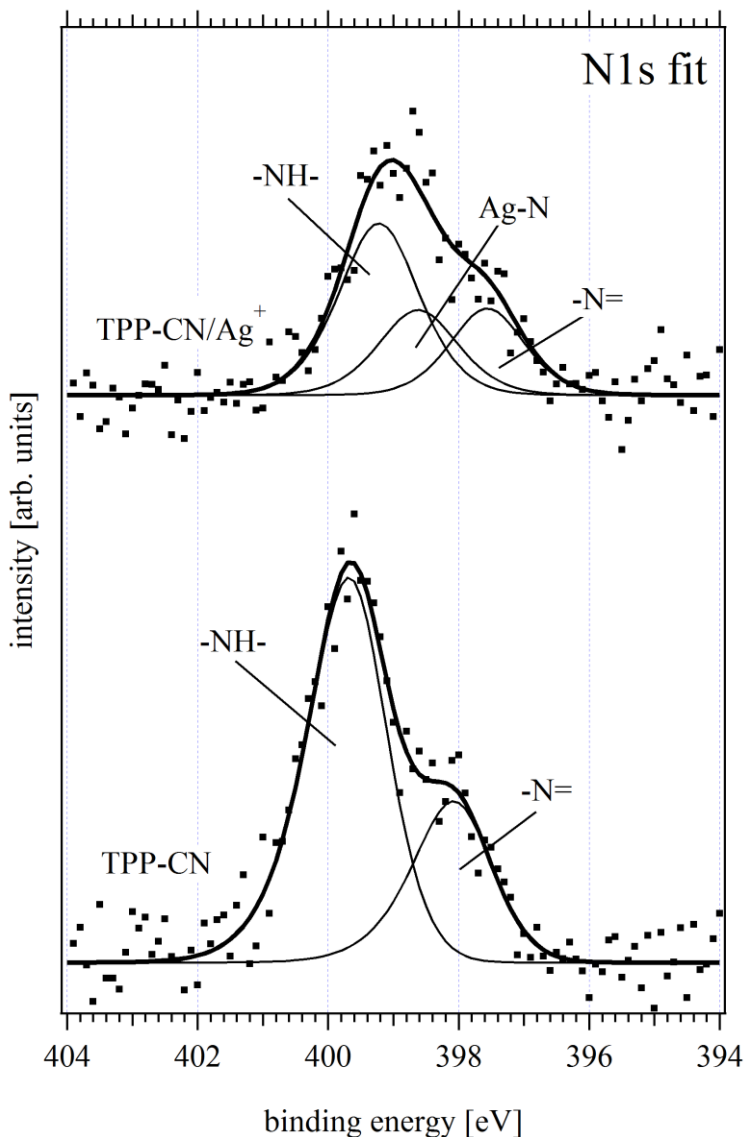 N1s fit
-NH-
Ag-N
-N=
TPP-CN/Ag+
-NH-
-N=
TPP-CN
intensity [arb. units]
404 402 400 398 396 394
binding energy [eV]